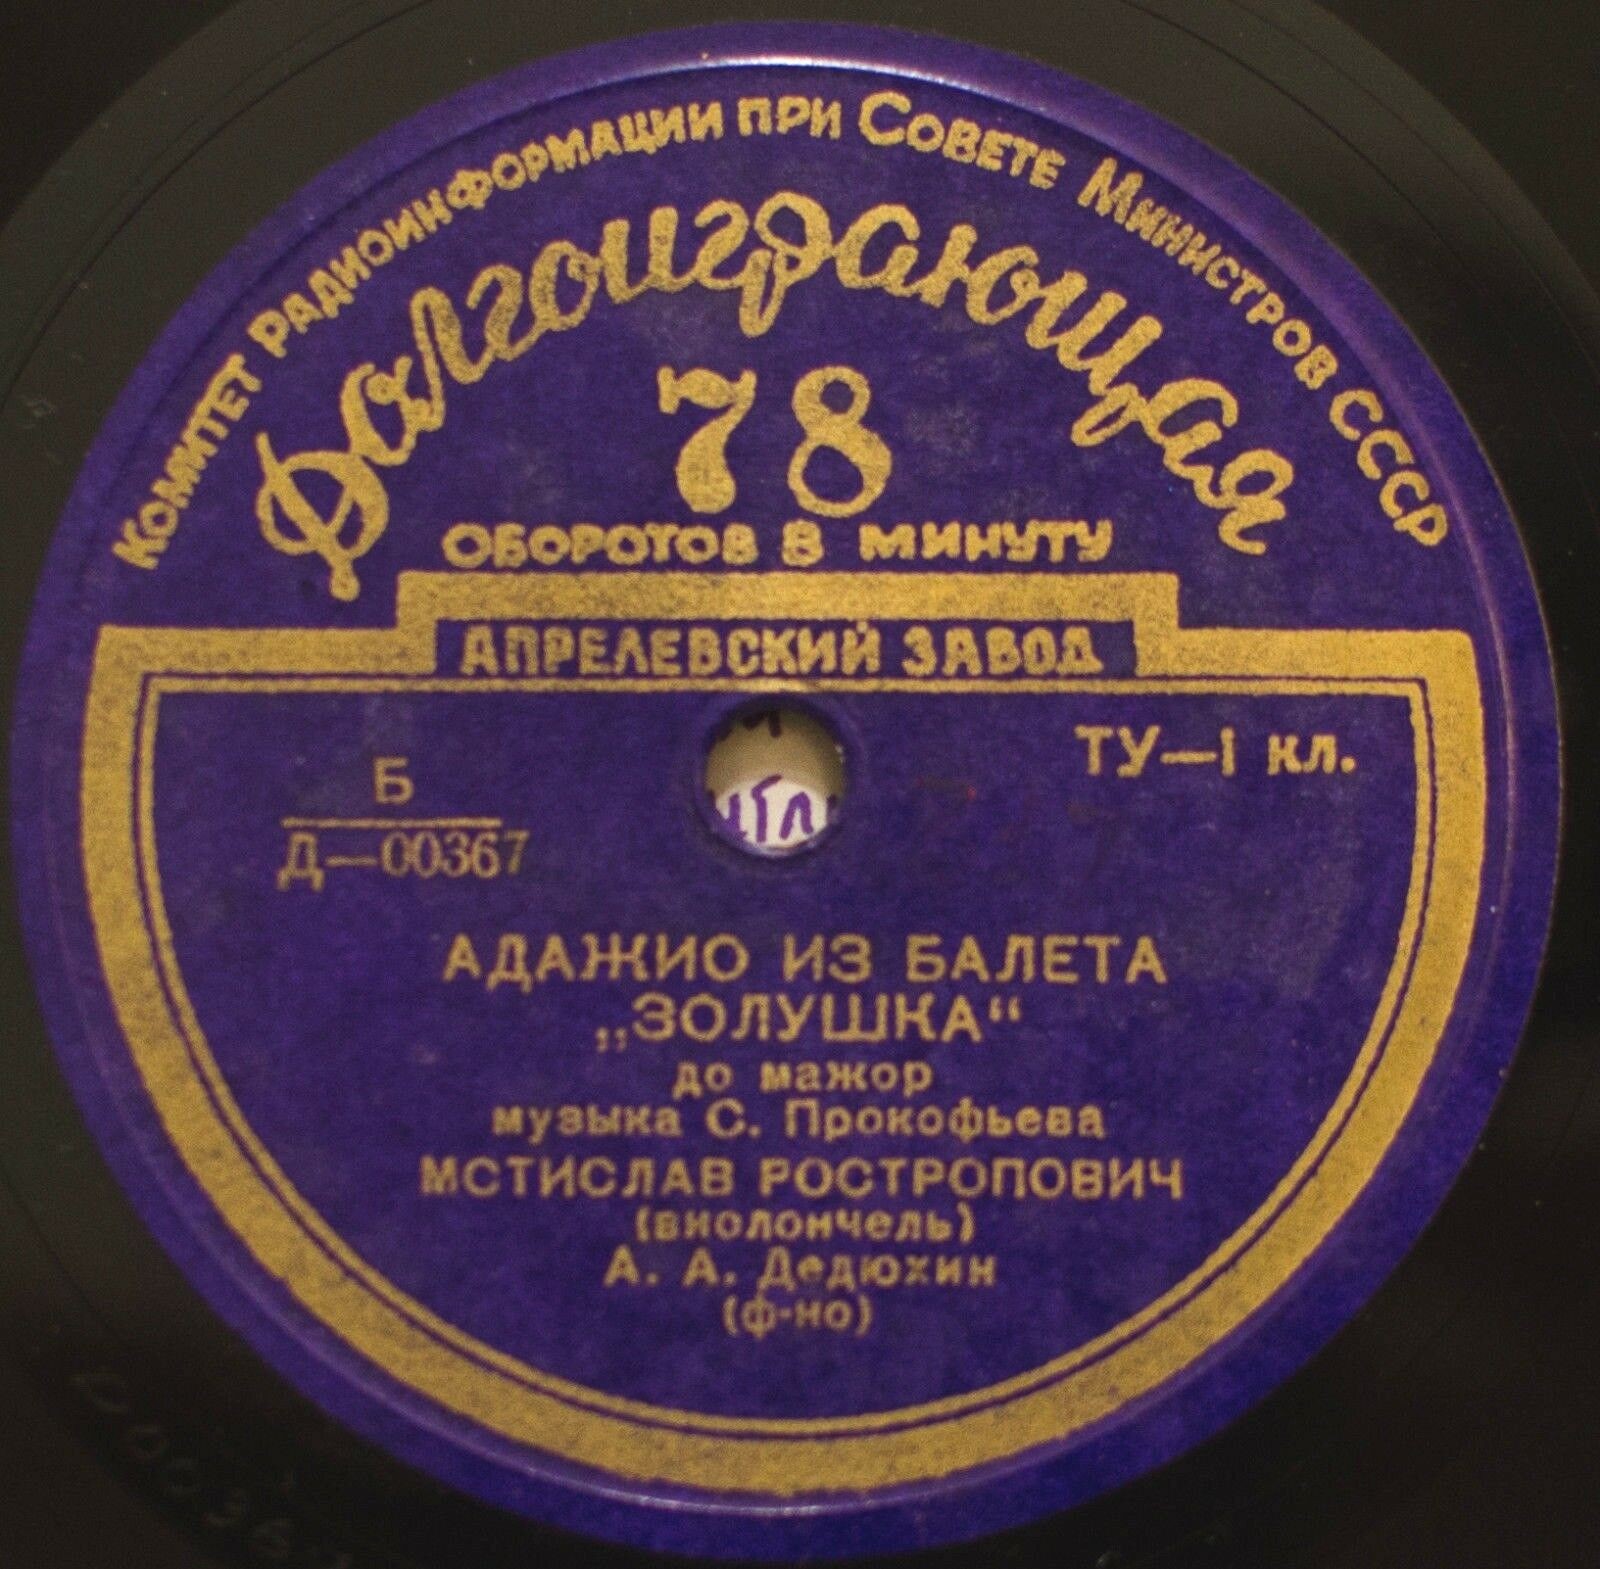 Комитет Радиоинформации при Совете Министров СССР
Долгоиграющая
78
оборотов в минуту
АПРЕЛЕВСКИЙ ЗАВОД
ТУ—1 кл.
Б
Д—00367
АДАЖИО ИЗ БАЛЕТА
„ЗОЛУШКА“
до мажор
музыка С. Прокофьева
МСТИСЛАВ РОСТРОПОВИЧ
(виолончель)
А. А. Дедюхин
(ф-но)